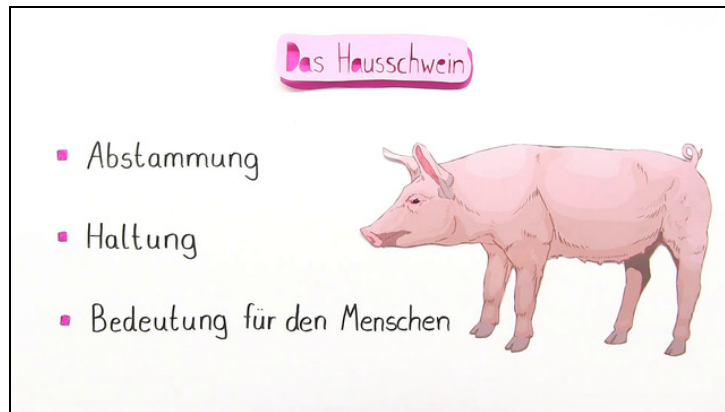 Das Hausschwein
Abstammung
Haltung
Bedeutung für den Menschen